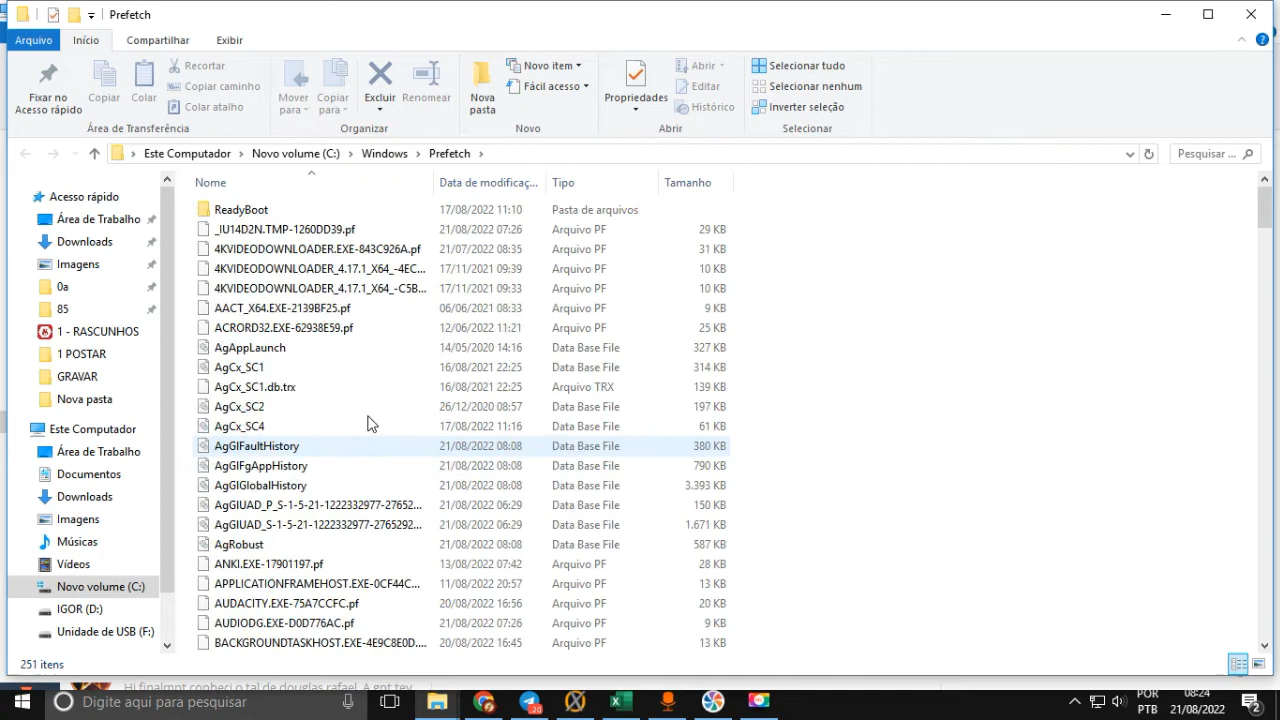 Prefetch
Arquivo
Início
Compartilhar
Exibir
Fixar no
Acesso rápido
Copiar
Colar
Recortar
Copiar caminho
Colar atalho
Área de Transferência
Mover
para
Copiar
para
Excluir
Renomear
Organizar
Nova
pasta
Novo item
Fácil acesso
Novo
Propriedades
Abrir
Editar
Histórico
Abrir
Selecionar tudo
Selecionar nenhum
Inverter seleção
Selecionar
Este Computador > Novo volume (C:) > Windows > Prefetch >
Pesquisar ...
Acesso rápido
Área de Trabalho
Downloads
Imagens
0a
85
1 - RASCUNHOS
1 POSTAR
GRAVAR
Nova pasta
Este Computador
Área de Trabalho
Documentos
Downloads
Imagens
Músicas
Vídeos
Novo volume (C:)
IGOR (D:)
Unidade de USB (F:)
Nome Data de modificaç... Tipo Tamanho
ReadyBoot 17/08/2022 11:10 Pasta de arquivos
_IU14D2N.TMP-1260DD39.pf 21/08/2022 07:26 Arquivo PF 29 KB
4KVIDEODOWNLOADER.EXE-843C926A.pf 21/07/2022 08:35 Arquivo PF 31 KB
4KVIDEODOWNLOADER_4.17.1_X64_-4EC... 17/11/2021 09:39 Arquivo PF 10 KB
4KVIDEODOWNLOADER_4.17.1_X64_-C5B... 17/11/2021 09:33 Arquivo PF 10 KB
AACT_X64.EXE-2139BF25.pf 06/06/2021 08:33 Arquivo PF 9 KB
ACRORD32.EXE-62938E59.pf 12/06/2022 11:21 Arquivo PF 25 KB
AgAppLaunch 14/05/2020 14:16 Data Base File 327 KB
AgCx_SC1 16/08/2021 22:25 Data Base File 314 KB
AgCx_SC1.db.trx 16/08/2021 22:25 Arquivo TRX 139 KB
AgCx_SC2 26/12/2020 08:57 Data Base File 197 KB
AgCx_SC4 17/08/2022 11:16 Data Base File 61 KB
AgGlFaultHistory 21/08/2022 08:08 Data Base File 380 KB
AgGlFgAppHistory 21/08/2022 08:08 Data Base File 790 KB
AgGlGlobalHistory 21/08/2022 08:08 Data Base File 3.393 KB
AgGlUAD_P_S-1-5-21-1222332977-27652... 21/08/2022 06:29 Data Base File 150 KB
AgGlUAD_S-1-5-21-1222332977-2765292... 21/08/2022 06:29 Data Base File 1.671 KB
AgRobust 21/08/2022 08:08 Data Base File 587 KB
ANKI.EXE-17901197.pf 13/08/2022 07:42 Arquivo PF 28 KB
APPLICATIONFRAMEHOST.EXE-0CF44C... 11/08/2022 20:57 Arquivo PF 13 KB
AUDACITY.EXE-75A7CCFC.pf 20/08/2022 16:56 Arquivo PF 20 KB
AUDIODG.EXE-D0D776AC.pf 21/08/2022 07:26 Arquivo PF 9 KB
BACKGROUNDTASKHOST.EXE-4E9C8E0D.... 20/08/2022 16:45 Arquivo PF 13 KB
251 itens
Digite aqui para pesquisar
20
POR
PTB
08:24
21/08/2022
2